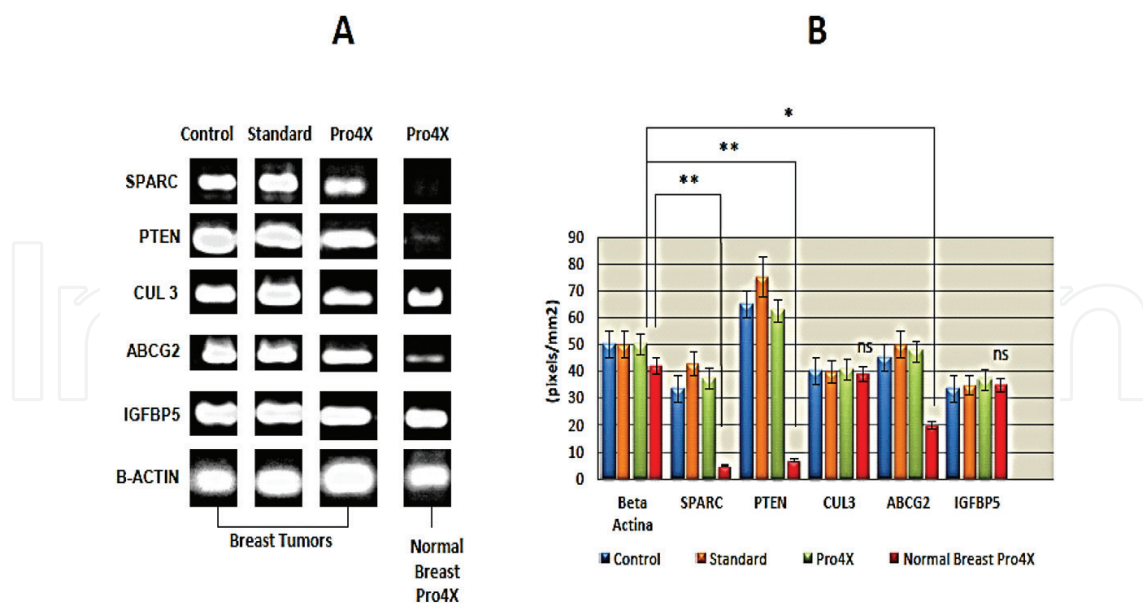 A
B
Control Standard Pro4X Pro4X
SPARC
PTEN
CUL 3
ABCG2
IGFBP5
B-ACTIN
Breast Tumors
Normal
Breast
Pro4X
*
**
**
(pixels/mm2)
90
80
70
60
50
40
30
20
10
0
ns
ns
Beta
Actina
SPARC
PTEN
CUL3
ABCG2
IGFBP5
Control Standard Pro4X Normal Breast Pro4X